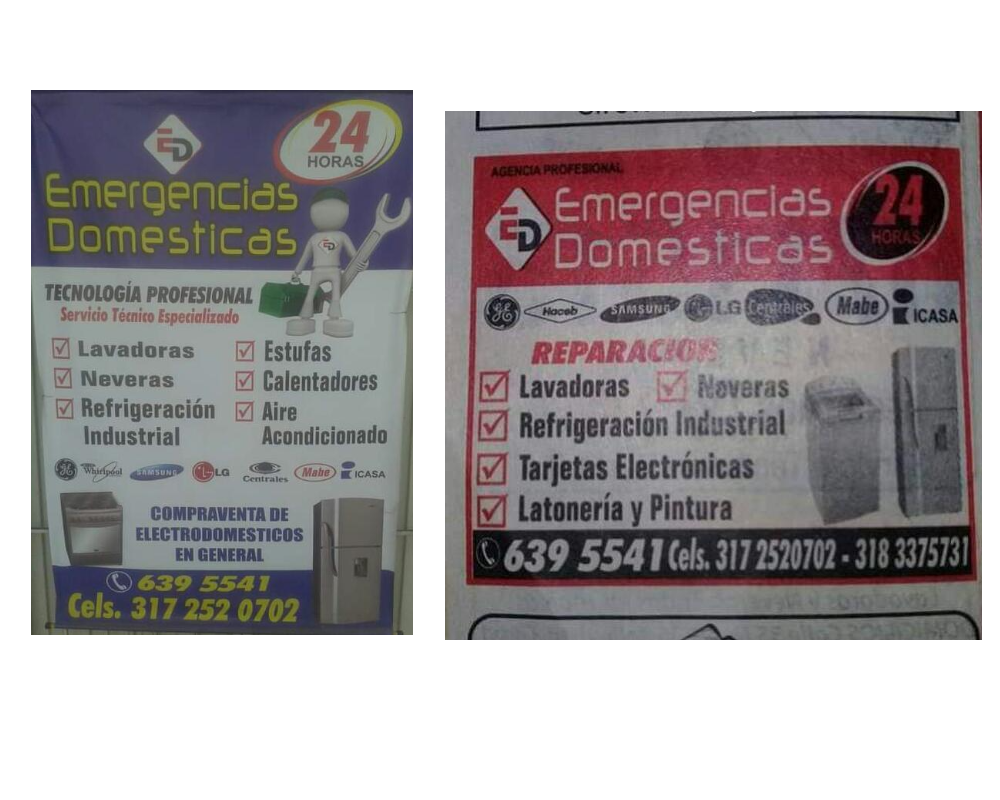 24
HORAS
ED
Emergencias
Domesticas
ED
TECNOLOGÍA PROFESIONAL
Servicio Técnico Especializado
Lavadoras
Estufas
Neveras
Calentadores
Refrigeración
Industrial
Aire
Acondicionado
GE Whirlpool SAMSUNG LG Centrales Mabe ICASA
COMPRAVENTA DE
ELECTRODOMESTICOS
EN GENERAL
639 5541
Cels. 317 252 0702
AGENCIA PROFESIONAL
ED
Emergencias
Domesticas
24
HORAS
GE Haceb SAMSUNG LG Centrales Mabe ICASA
REPARACION
Lavadoras Neveras
Refrigeración Industrial
Tarjetas Electrónicas
Latonería y Pintura
639 5541 Cels. 317 2520702 - 318 3375731